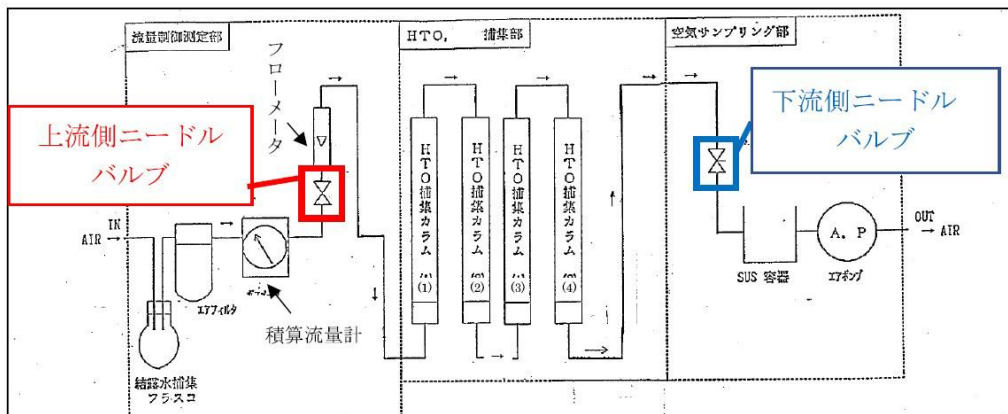 流量制御測定部
HTO, 捕集部
空気サンプリング部
フローメータ
上流側ニードル
バルブ
下流側ニードル
バルブ
IN
AIR
OUT
AIR
HTO捕集カラム
(1)
HTO捕集カラム
(2)
HTO捕集カラム
(3)
HTO捕集カラム
(4)
A. P
SUS 容器
エアポンプ
エアフィルタ
積算流量計
結露水捕集
フラスコ